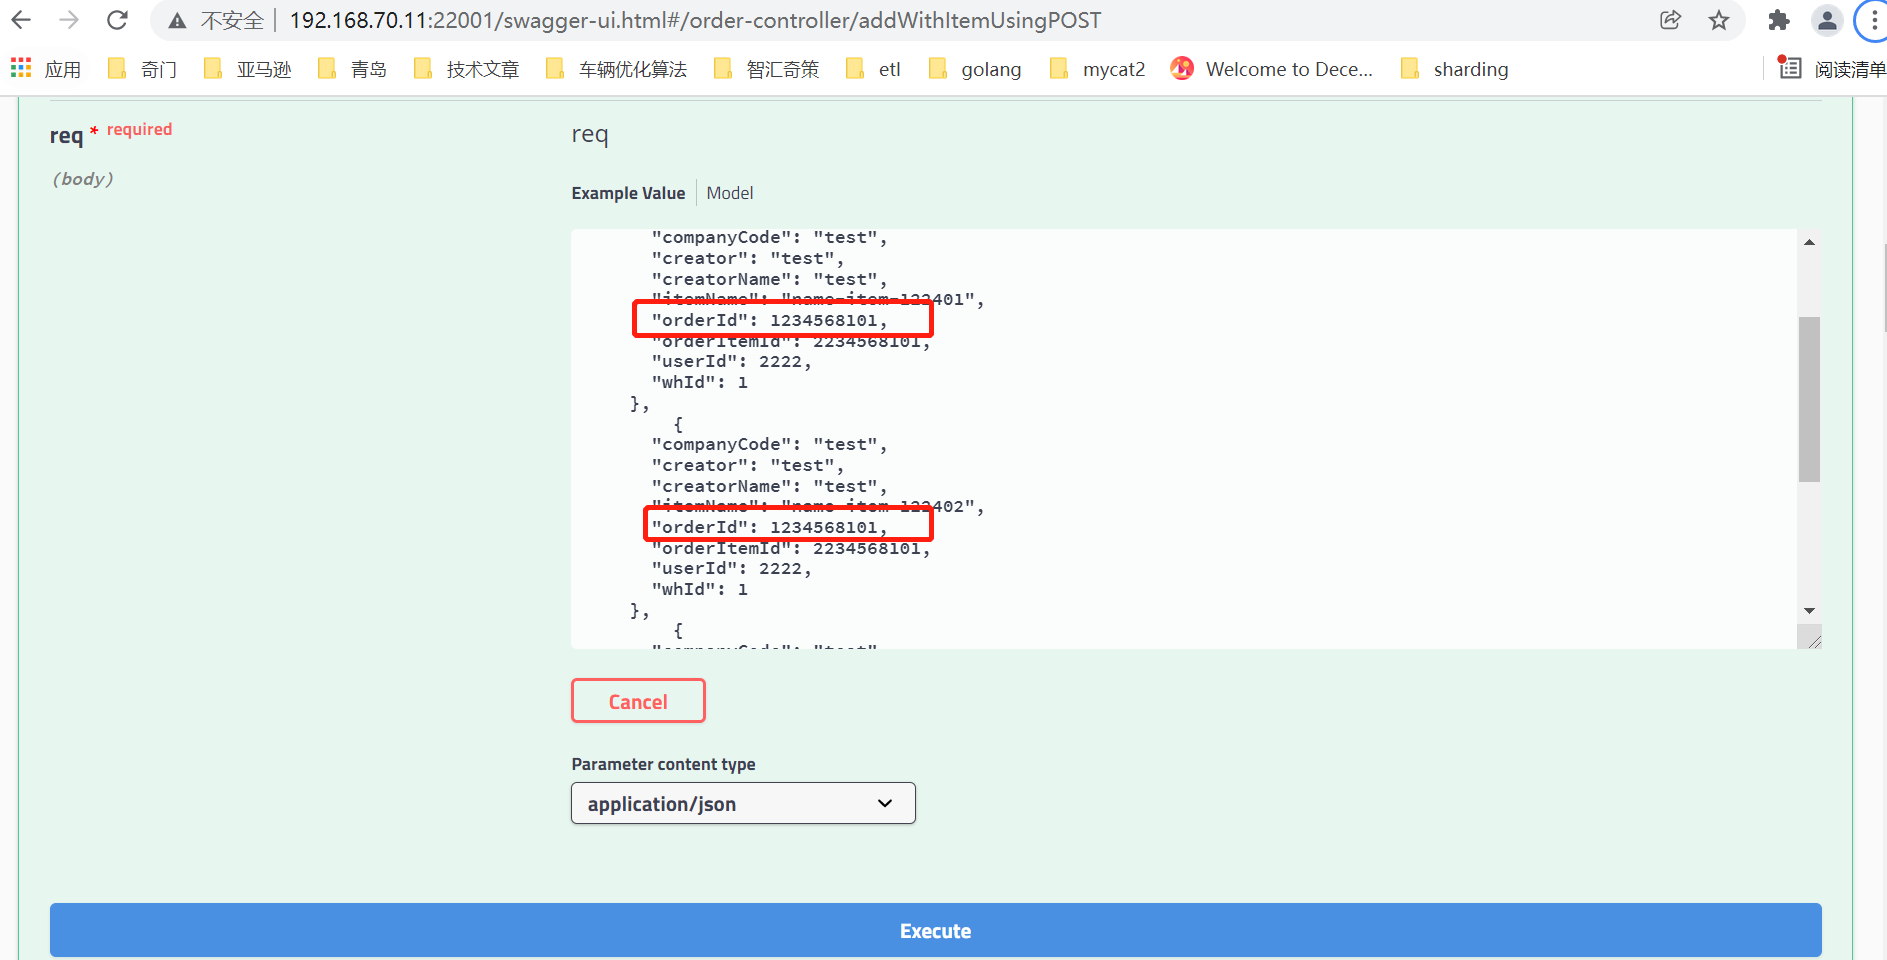 不安全 192.168.70.11:22001/swagger-ui.html#/order-controller/addWithItemUsingPOST
应用 奇门 亚马逊 青岛 技术文章 车辆优化算法 智汇奇策 etl golang mycat2 Welcome to Dece... sharding 阅读清单
req * required
(body)
req
Example Value Model
"companyCode": "test",
"creator": "test",
"creatorName": "test",
"itemName": "name-item-122401",
"orderId": 1234568101,
"orderItemId": 2234568101,
"userId": 2222,
"whId": 1
},
{
"companyCode": "test",
"creator": "test",
"creatorName": "test",
"itemName": "name-item-122402",
"orderId": 1234568101,
"orderItemId": 2234568101,
"userId": 2222,
"whId": 1
},
{
"companyCode": "test"
Cancel
Parameter content type
application/json
Execute